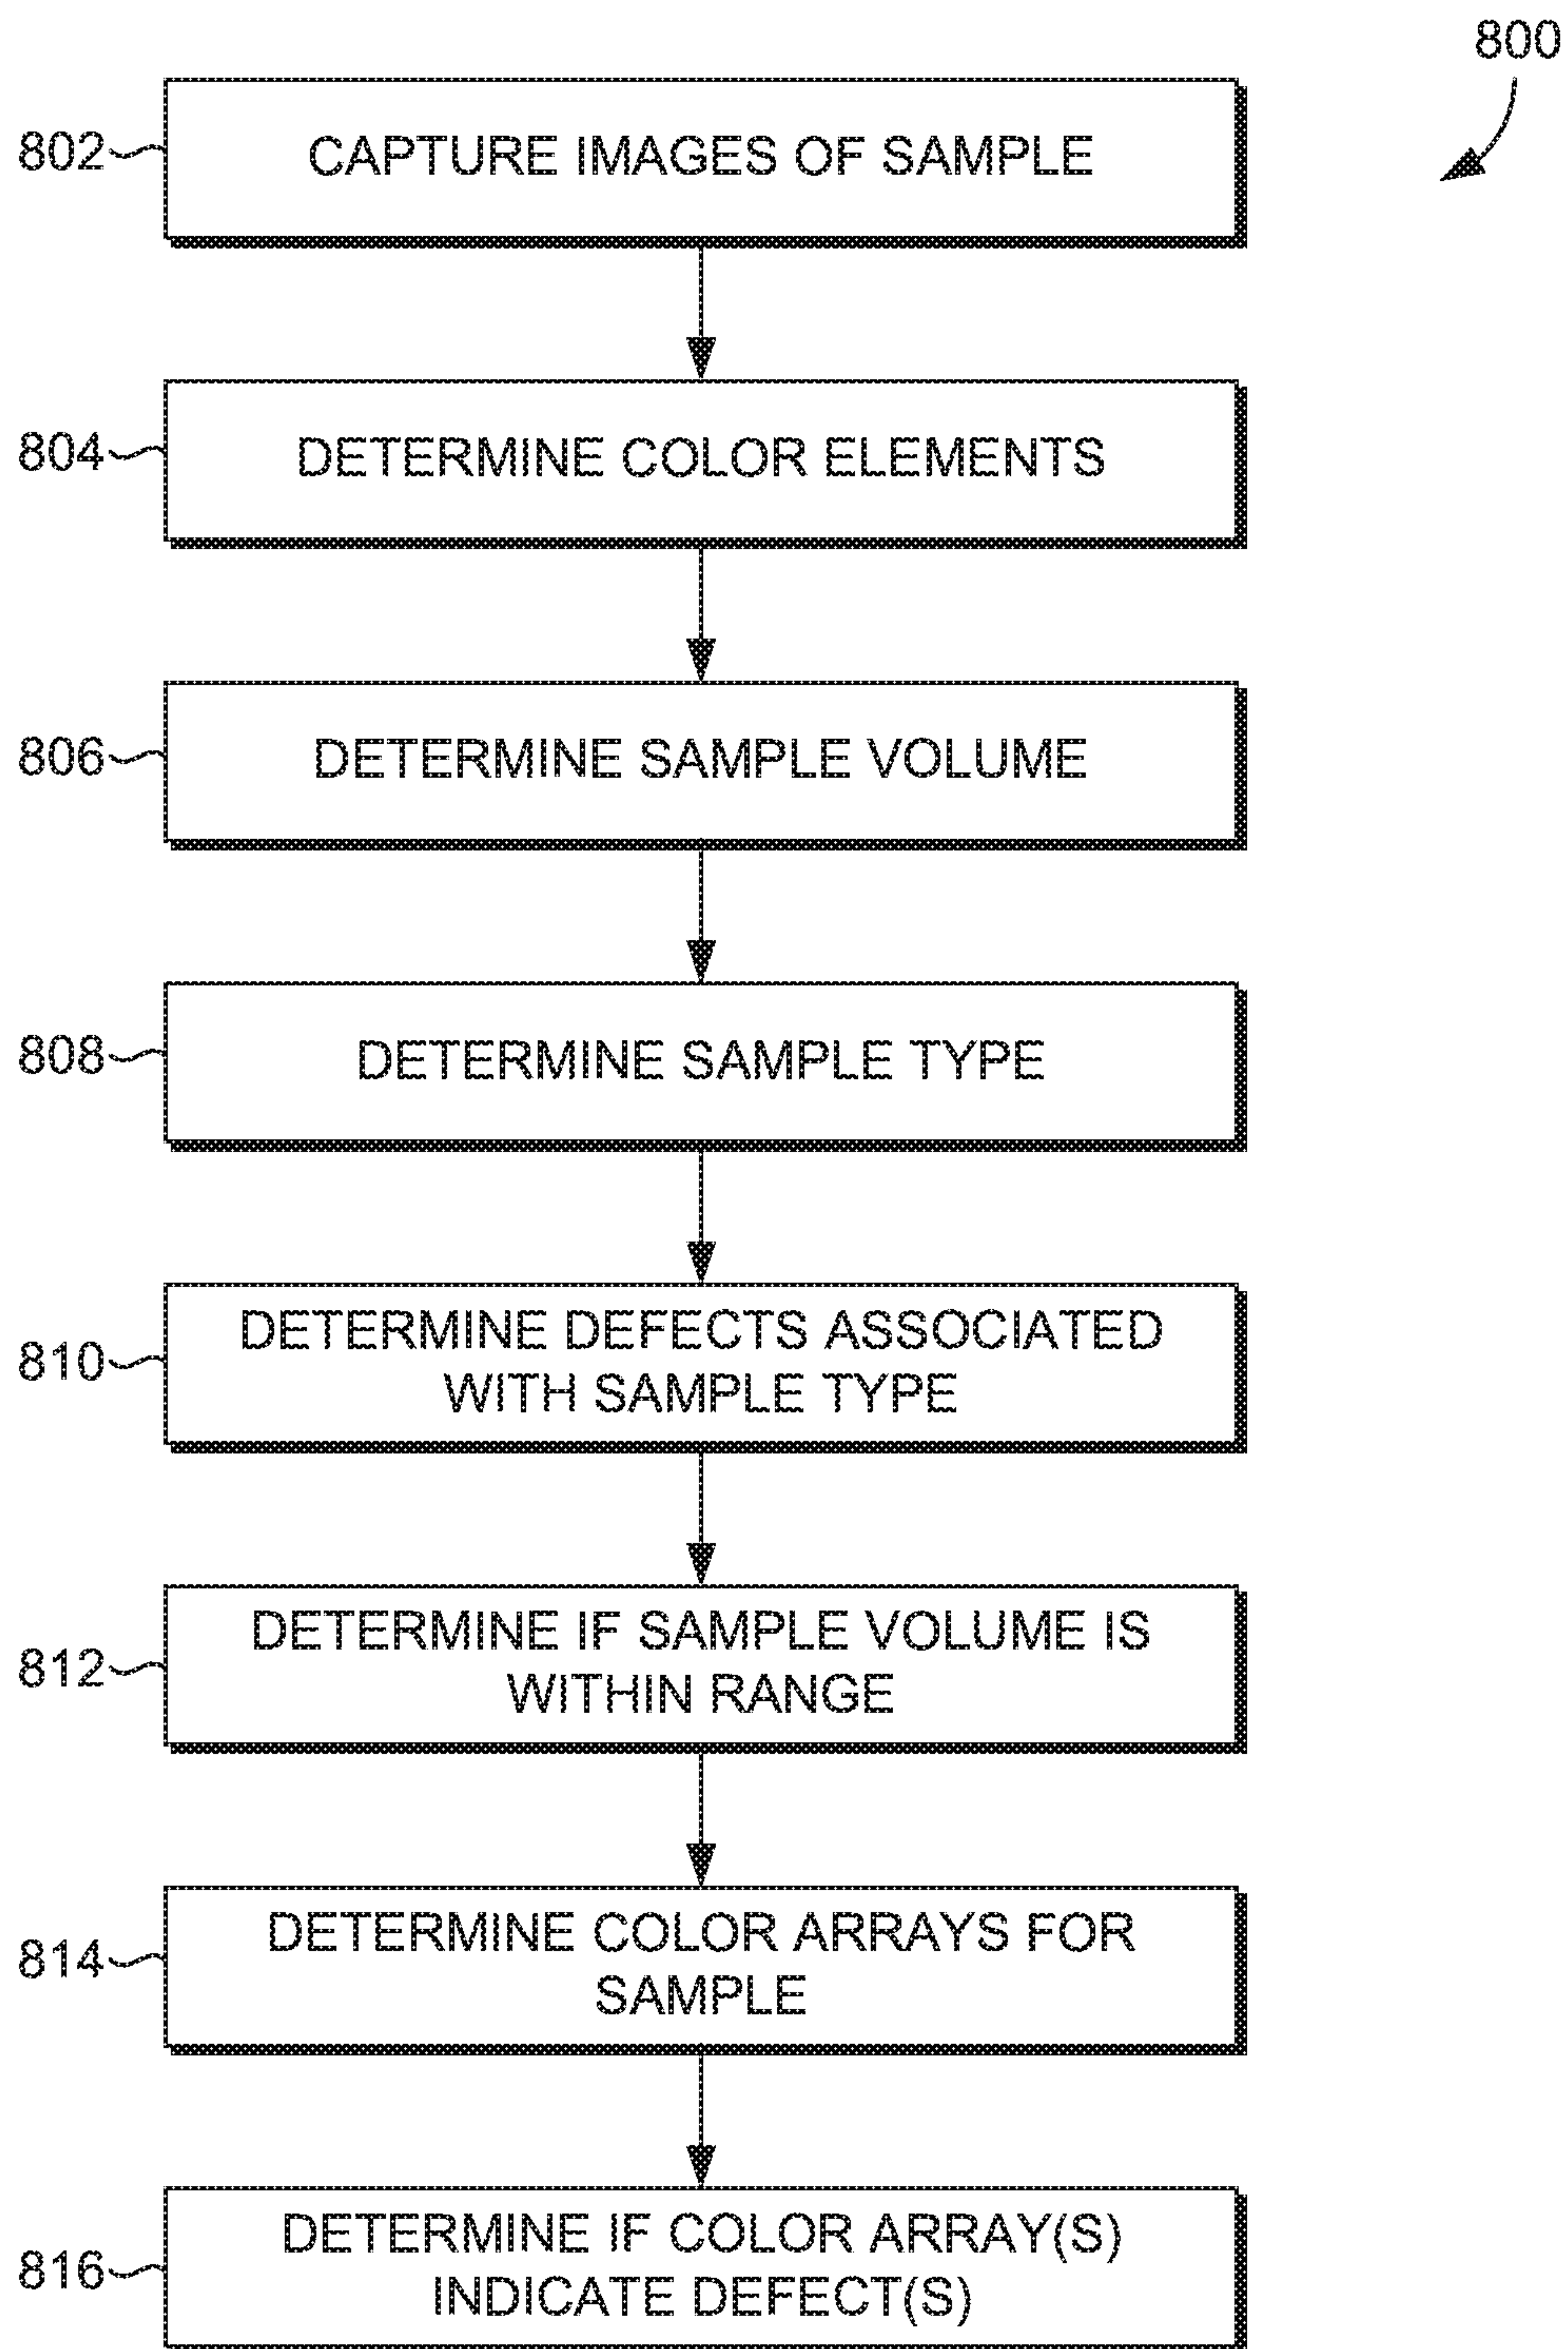 800
802
CAPTURE IMAGES OF SAMPLE
804
DETERMINE COLOR ELEMENTS
806
DETERMINE SAMPLE VOLUME
808
DETERMINE SAMPLE TYPE
810
DETERMINE DEFECTS ASSOCIATED
WITH SAMPLE TYPE
812
DETERMINE IF SAMPLE VOLUME IS
WITHIN RANGE
814
DETERMINE COLOR ARRAYS FOR
SAMPLE
816
DETERMINE IF COLOR ARRAY(S)
INDICATE DEFECT(S)